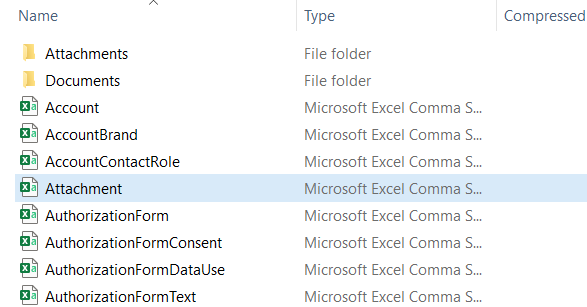 Name Type Compressed
Attachments File folder
Documents File folder
Account Microsoft Excel Comma S...
AccountBrand Microsoft Excel Comma S...
AccountContactRole Microsoft Excel Comma S...
Attachment Microsoft Excel Comma S...
AuthorizationForm Microsoft Excel Comma S...
AuthorizationFormConsent Microsoft Excel Comma S...
AuthorizationFormDataUse Microsoft Excel Comma S...
AuthorizationFormText Microsoft Excel Comma S...